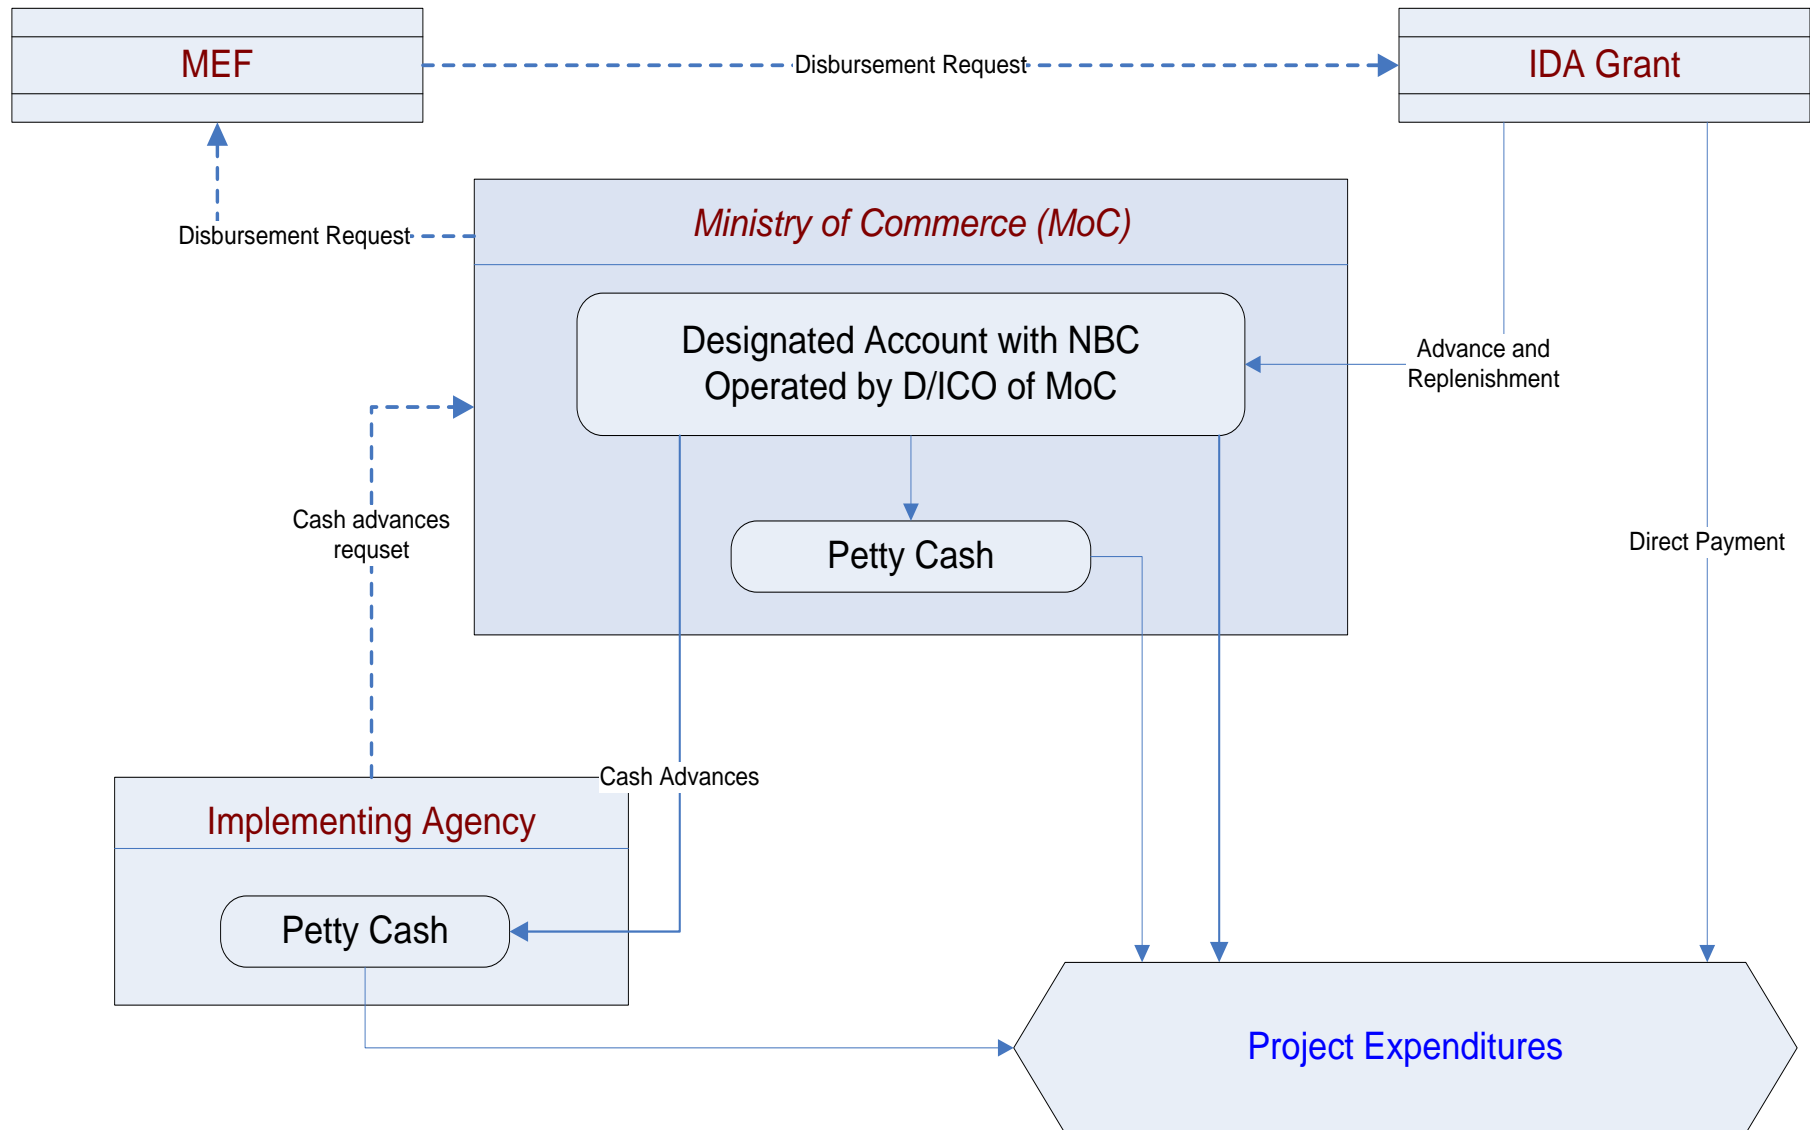 MEF
Disbursement Request
IDA Grant
Ministry of Commerce (MoC)
Disbursement Request
Designated Account with NBC
Operated by D/ICO of MoC
Advance and
Replenishment
Cash advances
requset
Petty Cash
Direct Payment
Cash Advances
Implementing Agency
Petty Cash
Project Expenditures